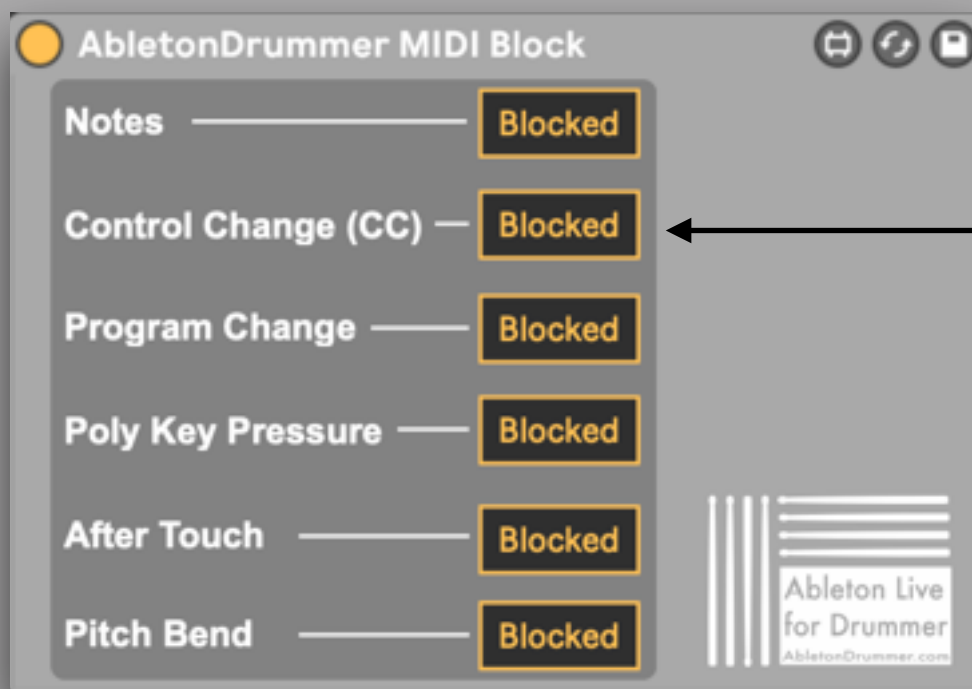 AbletonDrummer MIDI Block
Notes Blocked
Control Change (CC) Blocked
Program Change Blocked
Poly Key Pressure Blocked
After Touch Blocked
Pitch Bend Blocked
Ableton Live
for Drummer
AbletonDrummer.com